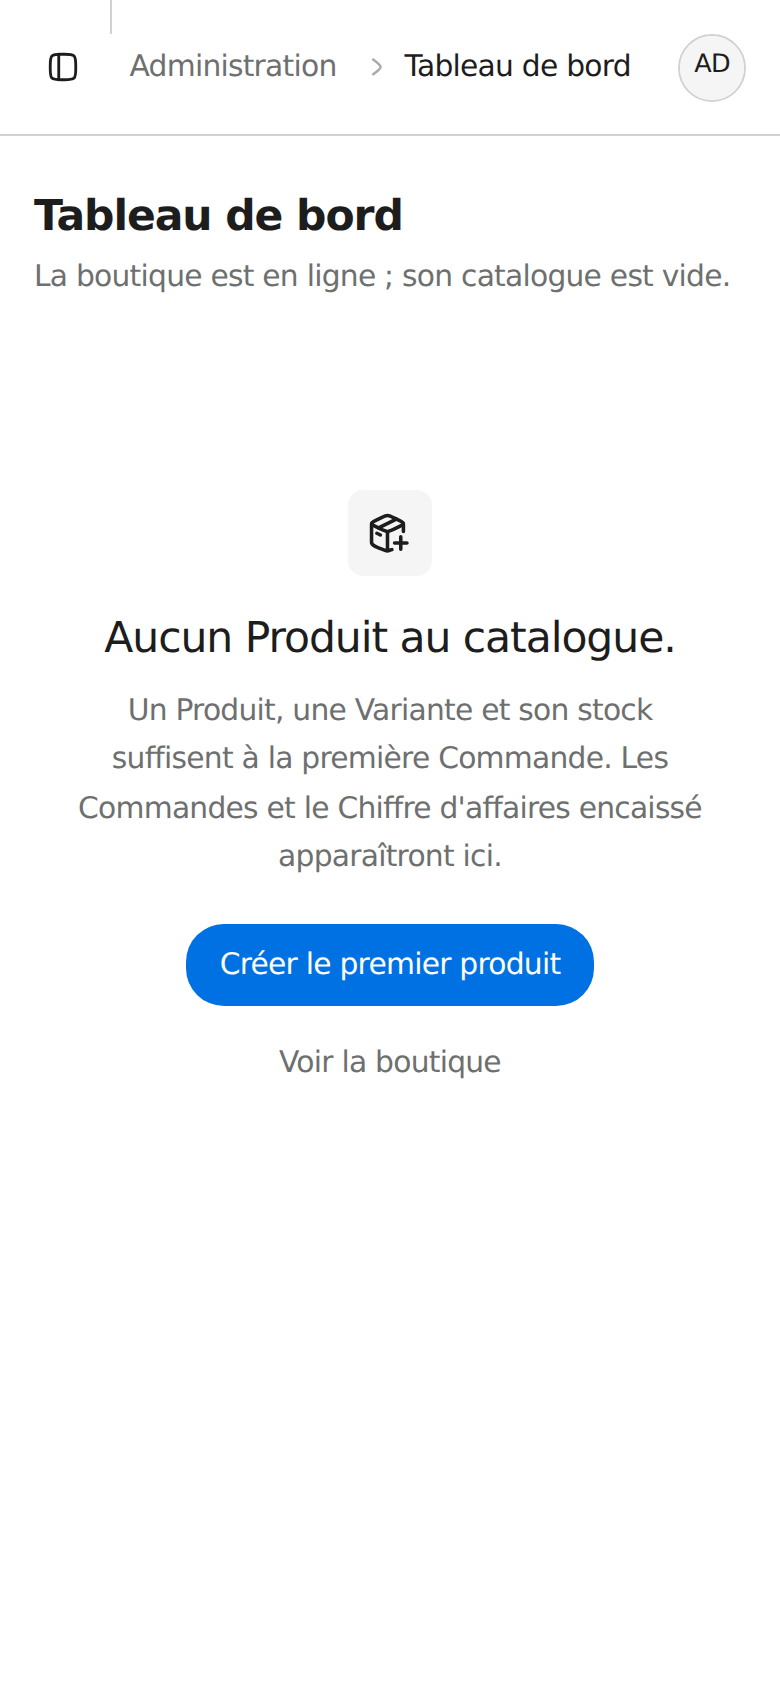 Administration
Tableau de bord
AD
Tableau de bord
La boutique est en ligne ; son catalogue est vide.
Aucun Produit au catalogue.
Un Produit, une Variante et son stock
suffisent à la première Commande. Les
Commandes et le Chiffre d'affaires encaissé
apparaîtront ici.
Créer le premier produit
Voir la boutique